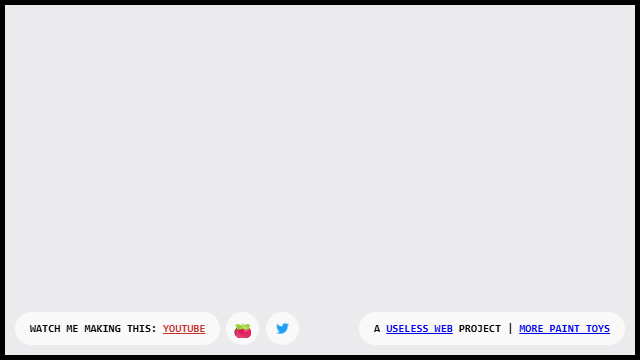 WATCH ME MAKING THIS: YOUTUBE
A USELESS WEB PROJECT | MORE PAINT TOYS